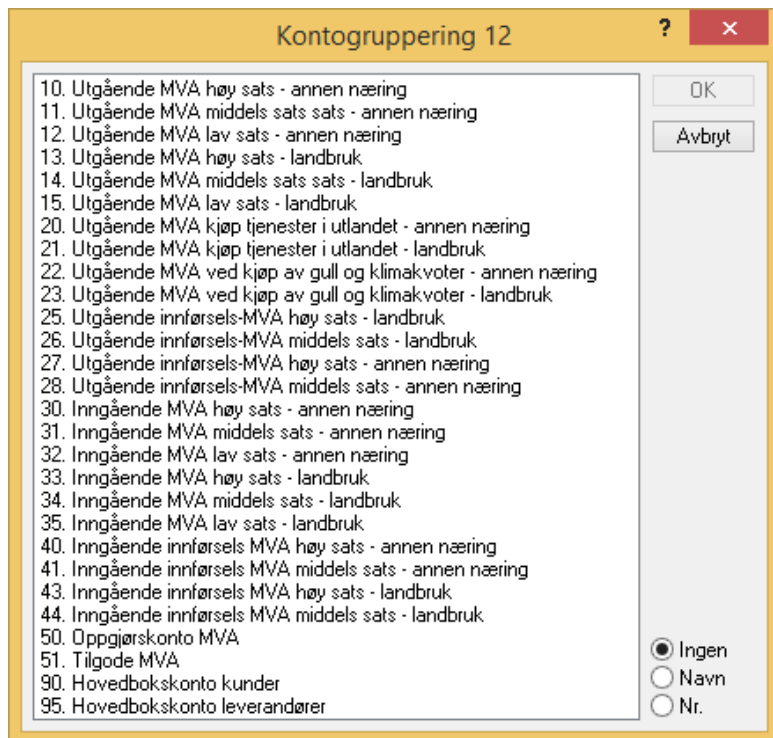 Kontogruppering 12
?
×
10. Utgående MVA høy sats - annen næring
11. Utgående MVA middels sats sats - annen næring
12. Utgående MVA lav sats - annen næring
13. Utgående MVA høy sats - landbruk
14. Utgående MVA middels sats sats - landbruk
15. Utgående MVA lav sats - landbruk
20. Utgående MVA kjøp tjenester i utlandet - annen næring
21. Utgående MVA kjøp tjenester i utlandet - landbruk
22. Utgående MVA ved kjøp av gull og klimakvoter - annen næring
23. Utgående MVA ved kjøp av gull og klimakvoter - landbruk
25. Utgående innførsels-MVA høy sats - landbruk
26. Utgående innførsels-MVA middels sats - landbruk
27. Utgående innførsels-MVA høy sats - annen næring
28. Utgående innførsels-MVA middels sats - annen næring
30. Inngående MVA høy sats - annen næring
31. Inngående MVA middels sats - annen næring
32. Inngående MVA lav sats - annen næring
33. Inngående MVA høy sats - landbruk
34. Inngående MVA middels sats - landbruk
35. Inngående MVA lav sats - landbruk
40. Inngående innførsels MVA høy sats - annen næring
41. Inngående innførsels MVA middels sats - annen næring
43. Inngående innførsels MVA høy sats - landbruk
44. Inngående innførsels MVA middels sats - landbruk
50. Oppgjørskonto MVA
51. Tilgode MVA
90. Hovedbokskonto kunder
95. Hovedbokskonto leverandører
OK
Avbryt
Ingen
Navn
Nr.